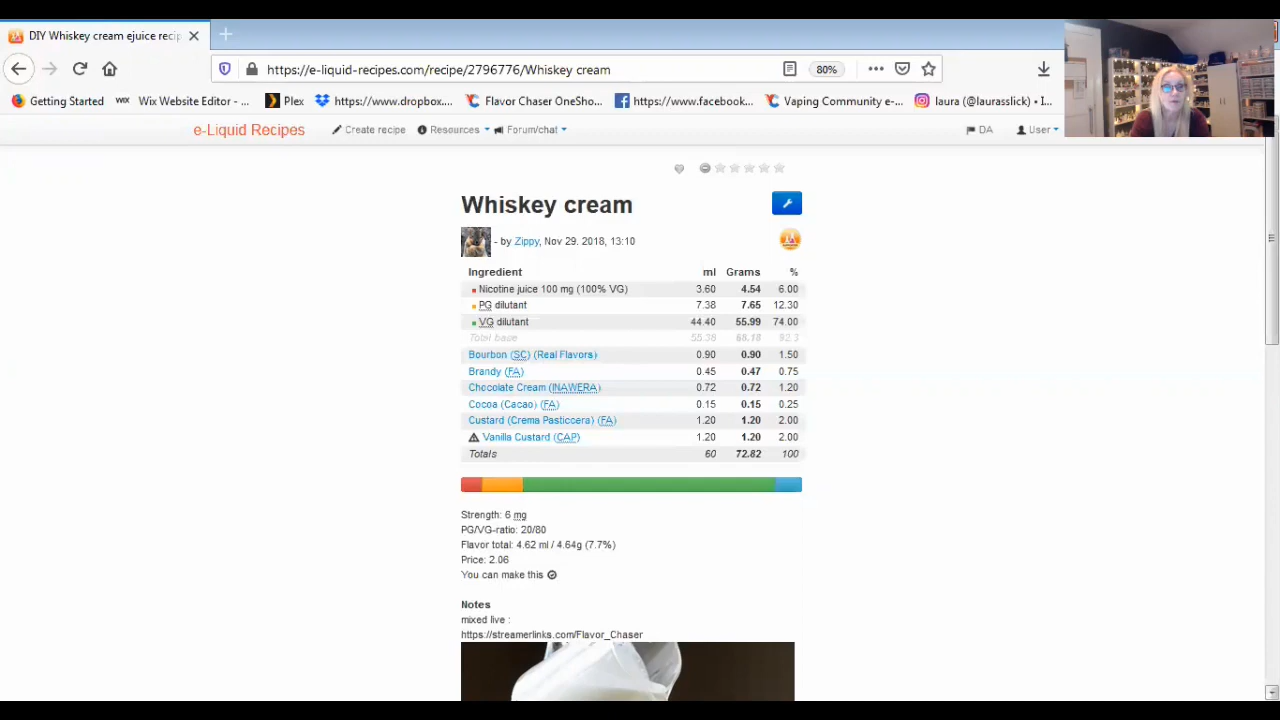 DIY Whiskey cream ejuice recip
https://e-liquid-recipes.com/recipe/2796776/Whiskey cream
80%
Getting Started
WIX Wix Website Editor - ...
Plex
https://www.dropbox...
Flavor Chaser OneSho...
https://www.facebook...
Vaping Community e-...
laura (@laurasslick) • I...
e-Liquid Recipes
Create recipe
Resources
Forum/chat
DA
User
Whiskey cream
- by Zippy, Nov 29. 2018, 13:10
Ingredient ml Grams %
Nicotine juice 100 mg (100% VG) 3.60 4.54 6.00
PG dilutant 7.38 7.65 12.30
VG dilutant 44.40 55.99 74.00
Total base 55.38 68.18 92.3
Bourbon (SC) (Real Flavors) 0.90 0.90 1.50
Brandy (FA) 0.45 0.47 0.75
Chocolate Cream (INAWERA) 0.72 0.72 1.20
Cocoa (Cacao) (FA) 0.15 0.15 0.25
Custard (Crema Pasticcera) (FA) 1.20 1.20 2.00
Vanilla Custard (CAP) 1.20 1.20 2.00
Totals 60 72.82 100
Strength: 6 mg
PG/VG-ratio: 20/80
Flavor total: 4.62 ml / 4.64g (7.7%)
Price: 2.06
You can make this
Notes
mixed live :
https://streamerlinks.com/Flavor_Chaser